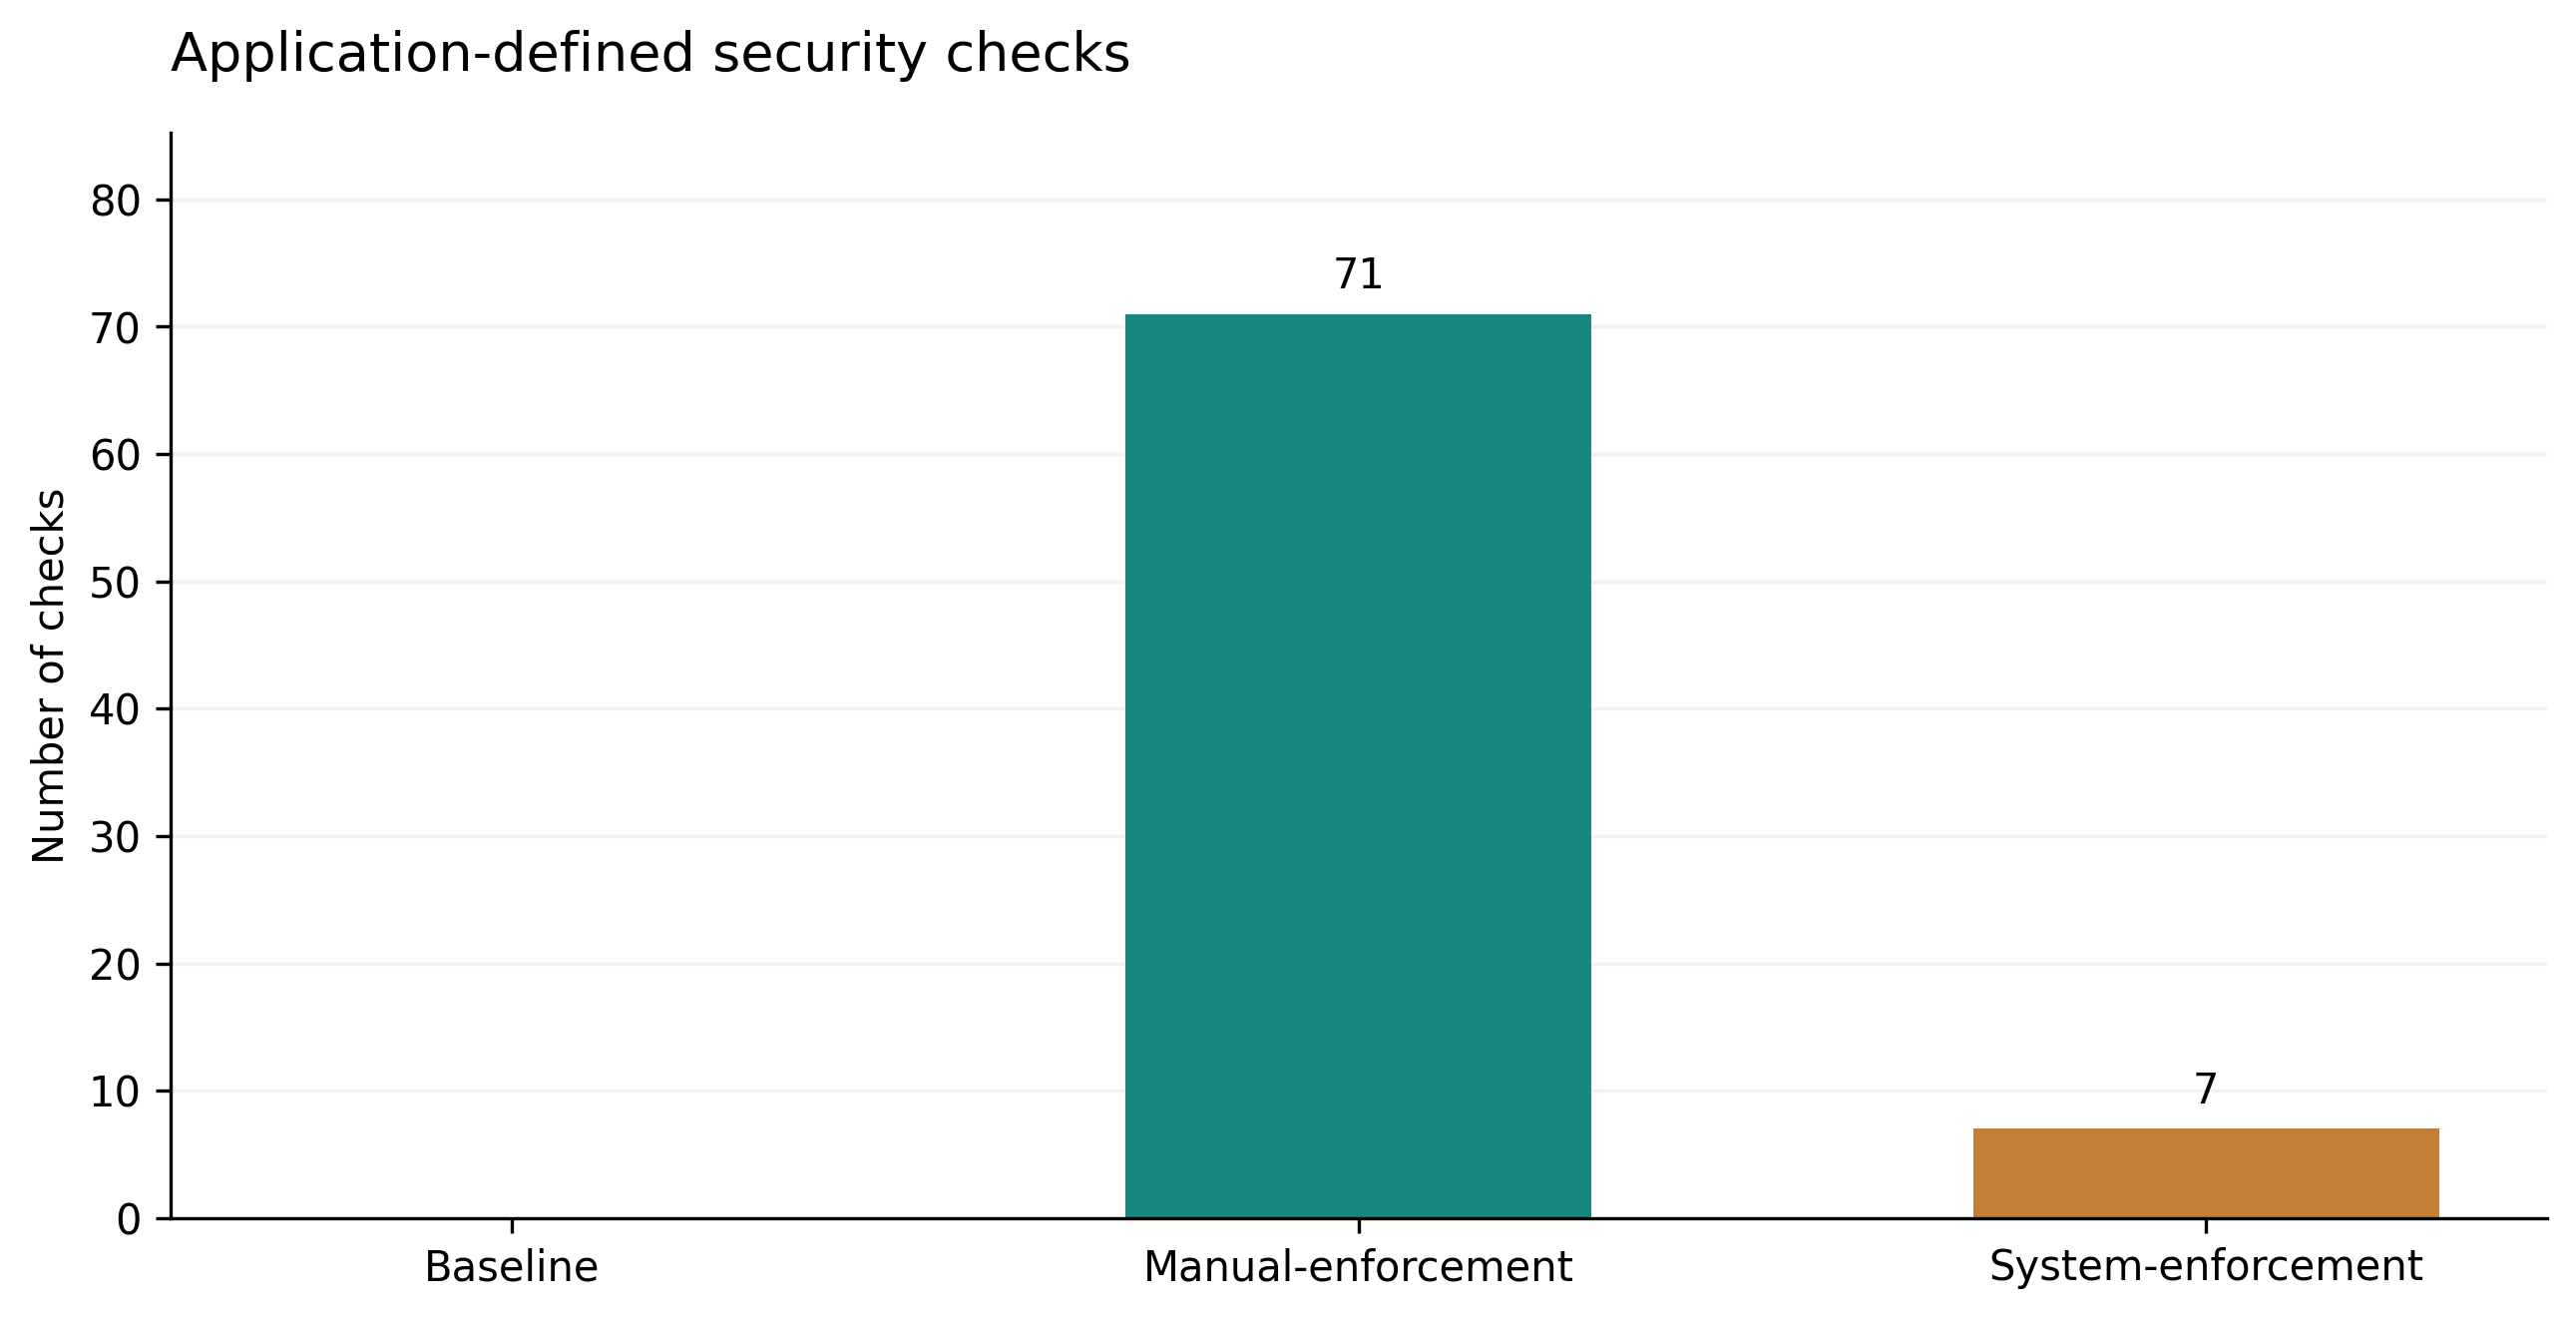 Application-defined security checks
Number of checks
80
70
60
50
40
30
20
10
0
71
7
Baseline
Manual-enforcement
System-enforcement